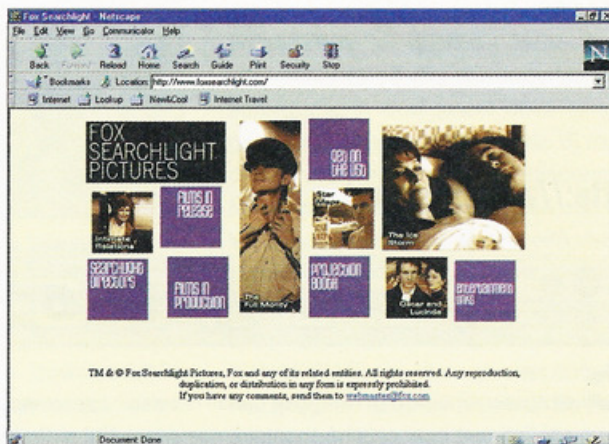 Fox Searchlight - Netscape
File Edit View Go Communicator Help
Back Forward Reload Home Search Guide Print Security Stop
Bookmarks Location: http://www.foxsearchlight.com/
Internet Lookup New&Cool Internet Travel
FOX
SEARCHLIGHT
PICTURES
Intimate
Relations
films in
release
The
Full Monty
get on
the list
Star
Maps
The Ice
Storm
searchlight
directors
films in
production
projection
booth
Oscar and
Lucinda
entertainment
links
TM & © Fox Searchlight Pictures, Fox and any of its related entities. All rights reserved. Any reproduction,
duplication, or distribution in any form is expressly prohibited.
If you have any comments, send them to webmaster@fox.com
Document: Done